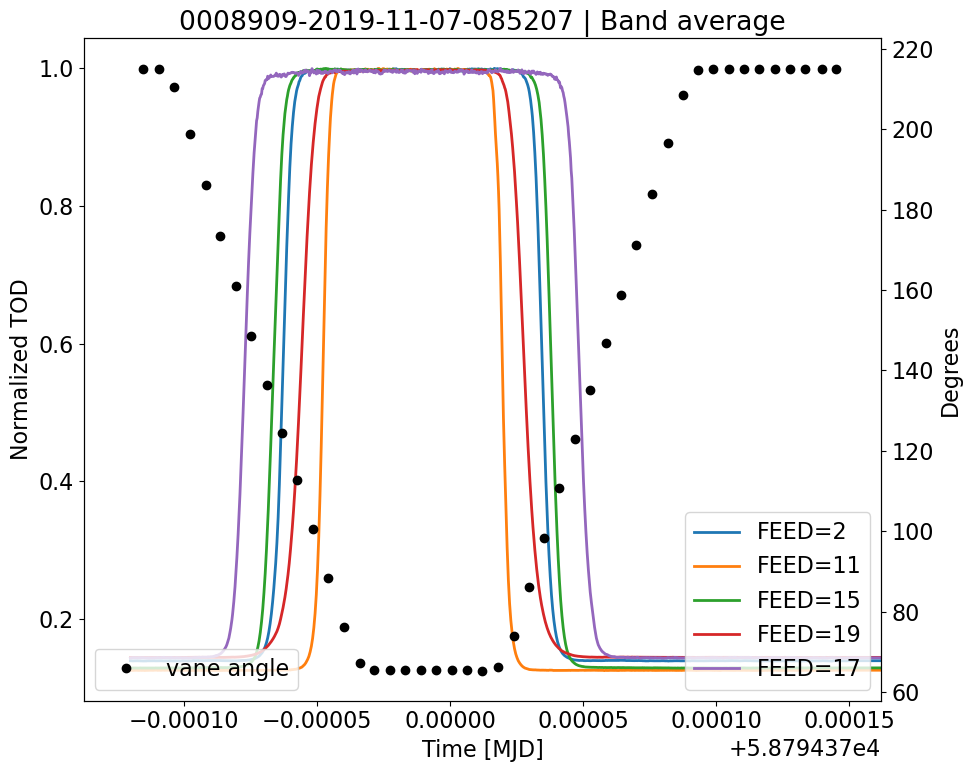 0008909-2019-11-07-085207 | Band average
Normalized TOD
1.0
0.8
0.6
0.4
0.2
220
200
180
160
140
120
100
80
60
Degrees
FEED=2
FEED=11
FEED=15
FEED=19
FEED=17
vane angle
−0.00010 −0.00005 0.00000 0.00005 0.00010 0.00015
Time [MJD]
+5.879437e4